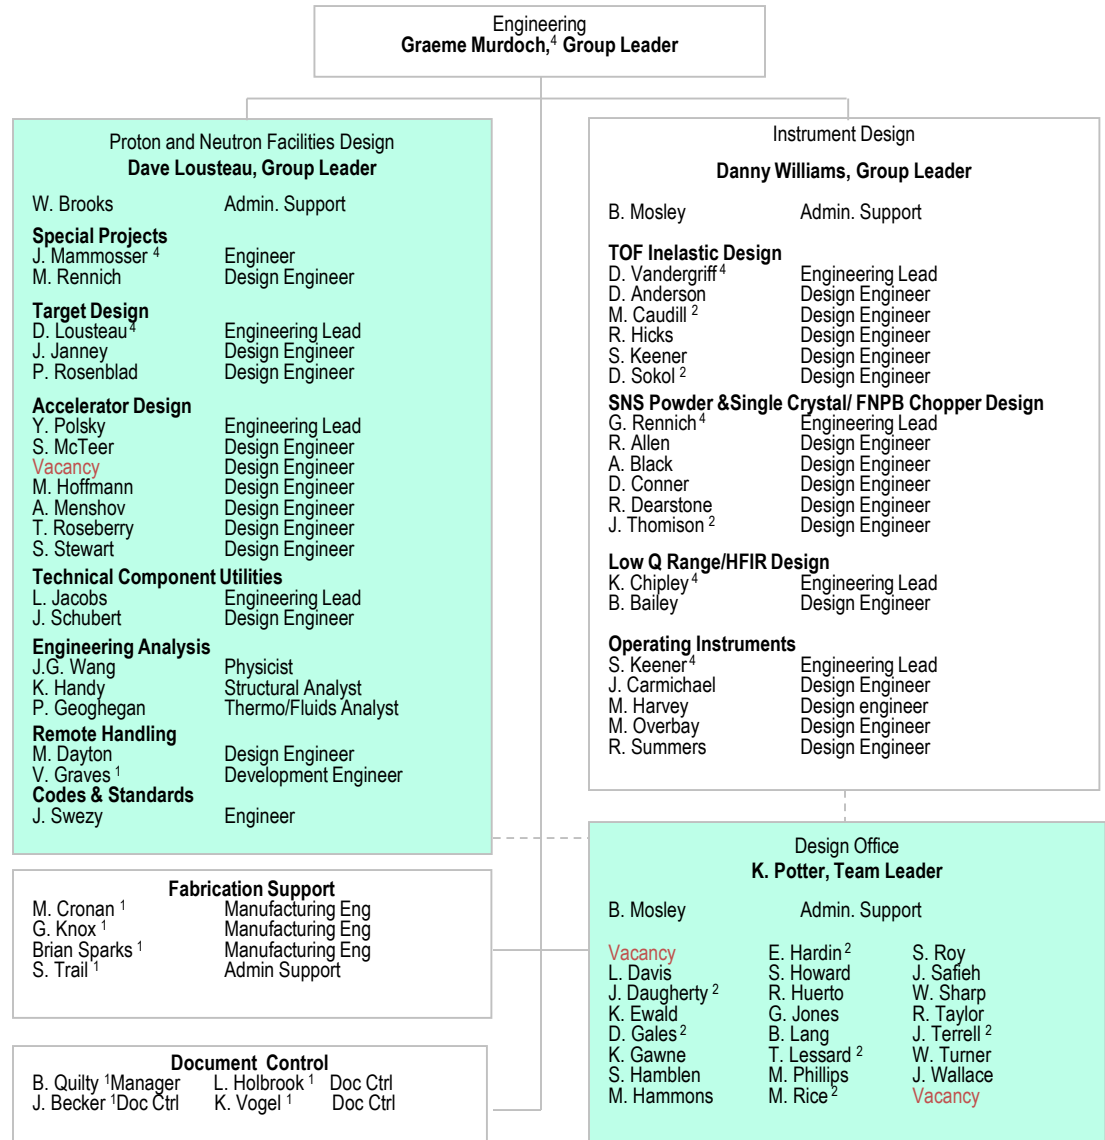 Engineering
Graeme Murdoch,4 Group Leader
Proton and Neutron Facilities Design
Dave Lousteau, Group Leader
W. Brooks Admin. Support
Special Projects
J. Mammosser 4 Engineer
M. Rennich Design Engineer
Target Design
D. Lousteau4 Engineering Lead
J. Janney Design Engineer
P. Rosenblad Design Engineer
Accelerator Design
Y. Polsky Engineering Lead
S. McTeer Design Engineer
Vacancy Design Engineer
M. Hoffmann Design Engineer
A. Menshov Design Engineer
T. Roseberry Design Engineer
S. Stewart Design Engineer
Technical Component Utilities
L. Jacobs Engineering Lead
J. Schubert Design Engineer
Engineering Analysis
J.G. Wang Physicist
K. Handy Structural Analyst
P. Geoghegan Thermo/Fluids Analyst
Remote Handling
M. Dayton Design Engineer
V. Graves 1 Development Engineer
Codes & Standards
J. Swezy Engineer
Instrument Design
Danny Williams, Group Leader
B. Mosley Admin. Support
TOF Inelastic Design
D. Vandergriff 4 Engineering Lead
D. Anderson Design Engineer
M. Caudill 2 Design Engineer
R. Hicks Design Engineer
S. Keener Design Engineer
D. Sokol 2 Design Engineer
SNS Powder &Single Crystal/ FNPB Chopper Design
G. Rennich 4 Engineering Lead
R. Allen Design Engineer
A. Black Design Engineer
D. Conner Design Engineer
R. Dearstone Design Engineer
J. Thomison 2 Design Engineer
Low Q Range/HFIR Design
K. Chipley 4 Engineering Lead
B. Bailey Design Engineer
Operating Instruments
S. Keener 4 Engineering Lead
J. Carmichael Design Engineer
M. Harvey Design engineer
M. Overbay Design Engineer
R. Summers Design Engineer
Fabrication Support
M. Cronan 1 Manufacturing Eng
G. Knox 1 Manufacturing Eng
Brian Sparks 1 Manufacturing Eng
S. Trail 1 Admin Support
Document Control
B. Quilty 1Manager L. Holbrook 1 Doc Ctrl
J. Becker 1Doc Ctrl K. Vogel 1 Doc Ctrl
Design Office
K. Potter, Team Leader
B. Mosley Admin. Support
Vacancy E. Hardin 2 S. Roy
L. Davis S. Howard J. Safieh
J. Daugherty 2 R. Huerto W. Sharp
K. Ewald G. Jones R. Taylor
D. Gales 2 B. Lang J. Terrell 2
K. Gawne T. Lessard 2 W. Turner
S. Hamblen M. Phillips J. Wallace
M. Hammons M. Rice 2 Vacancy